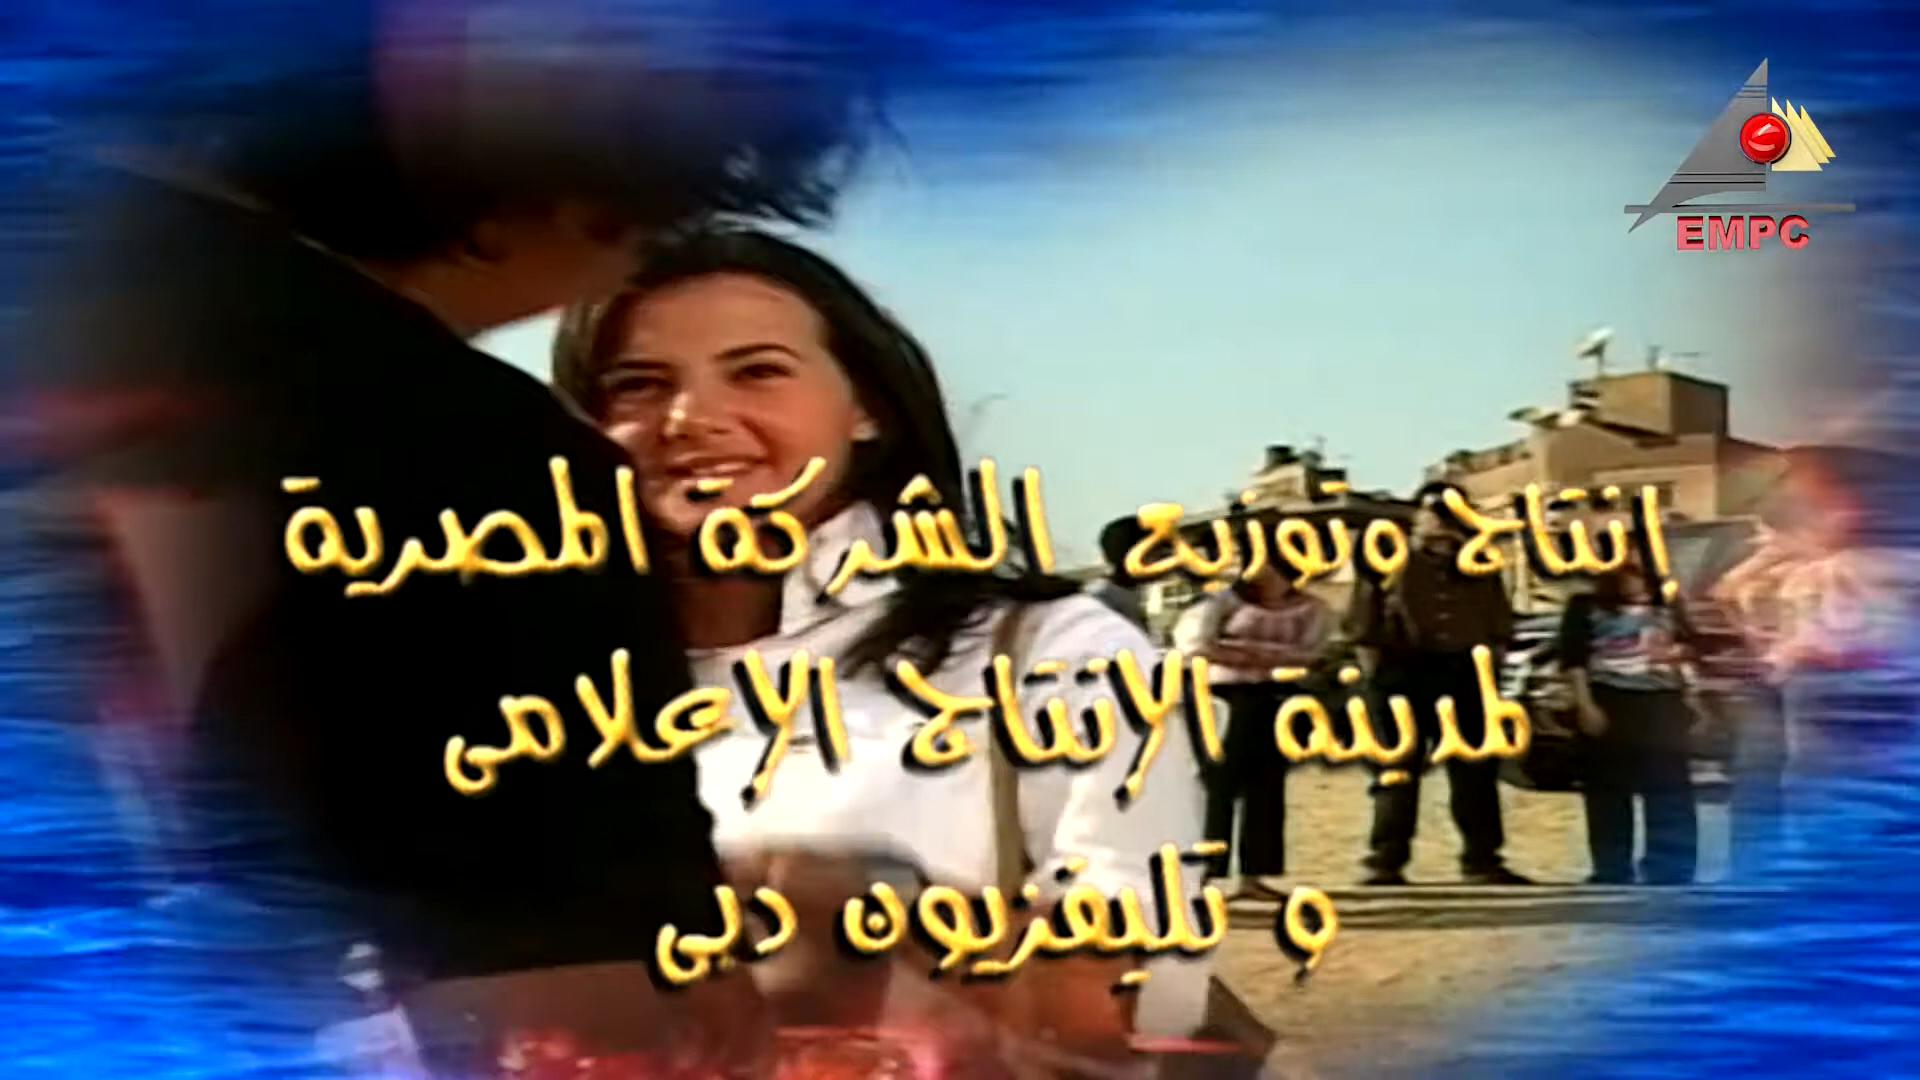 EMPC
إنتاج وتوزيع الشركة المصرية
لمدينة الإنتاج الإعلامى
و تليفزيون دبى